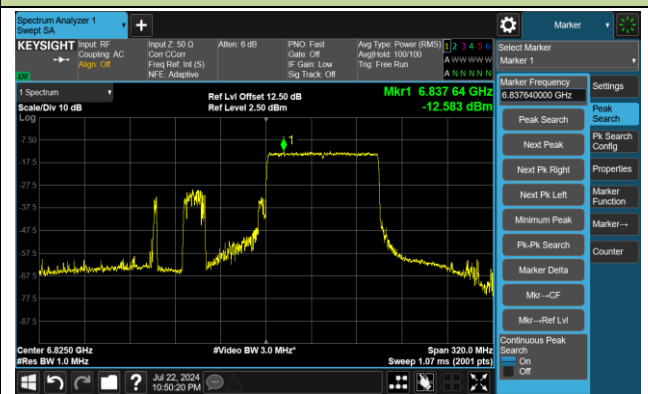 Spectrum Analyzer 1
Swept SA
Marker
KEYSIGHT
Input: RF
Coupling: AC
Align: Off
Input Z: 50 Ω
Corr CCorr
Freq Ref: Int (S)
NFE: Adaptive
Atten: 6 dB
PNO: Fast
Gate: Off
IF Gain: Low
Sig Track: Off
Avg Type: Power (RMS)
Avg|Hold: 100/100
Trig: Free Run
1 2 3 4 5 6
A W W W W W
A N N N N N
LXI
Select Marker
Marker 1
1 Spectrum
Scale/Div 10 dB
Log
Ref Lvl Offset 12.50 dB
Ref Level 2.50 dBm
Mkr1 6.837 64 GHz
-12.583 dBm
1
-7.50
-17.5
-27.5
-37.5
-47.5
-57.5
-67.5
-77.5
-87.5
Center 6.8250 GHz
#Res BW 1.0 MHz
#Video BW 3.0 MHz*
Span 320.0 MHz
Sweep 1.07 ms (2001 pts)
Marker Frequency
6.837640000 GHz
Peak Search
Next Peak
Next Pk Right
Next Pk Left
Minimum Peak
Pk-Pk Search
Marker Delta
Mkr→CF
Mkr→Ref Lvl
Continuous Peak
Search
On
Off
Settings
Peak
Search
Pk Search
Config
Properties
Marker
Function
Marker→
Counter
Jul 22, 2024
10:50:20 PM